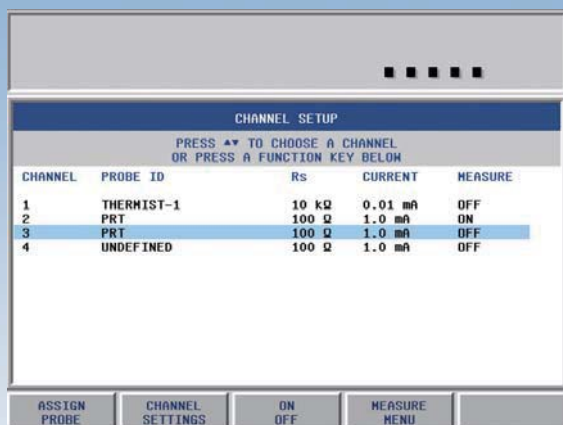 CHANNEL SETUP
PRESS ▲▼ TO CHOOSE A CHANNEL
OR PRESS A FUNCTION KEY BELOW
CHANNEL PROBE ID Rs CURRENT MEASURE
1 THERMIST-1 10 kΩ 0.01 mA OFF
2 PRT 100 Ω 1.0 mA ON
3 PRT 100 Ω 1.0 mA OFF
4 UNDEFINED 100 Ω 1.0 mA OFF
ASSIGN PROBE CHANNEL SETTINGS ON OFF MEASURE MENU